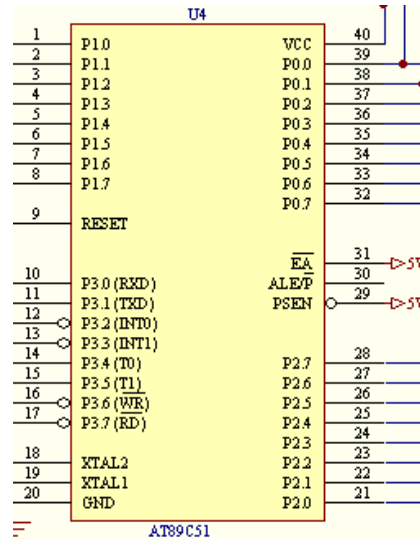 U4
1 P1.0 VCC 40
2 P1.1 P0.0 39
3 P1.2 P0.1 38
4 P1.3 P0.2 37
5 P1.4 P0.3 36
6 P1.5 P0.4 35
7 P1.6 P0.5 34
8 P1.7 P0.6 33
P0.7 32
9 RESET
EA 31 5V
10 P3.0 (RXD) ALE/P 30
11 P3.1 (TXD) PSEN 29 5V
12 P3.2 (INT0)
13 P3.3 (INT1)
14 P3.4 (T0) P2.7 28
15 P3.5 (T1) P2.6 27
16 P3.6 (WR) P2.5 26
17 P3.7 (RD) P2.4 25
P2.3 24
18 XTAL2 P2.2 23
19 XTAL1 P2.1 22
20 GND P2.0 21
AT89C51